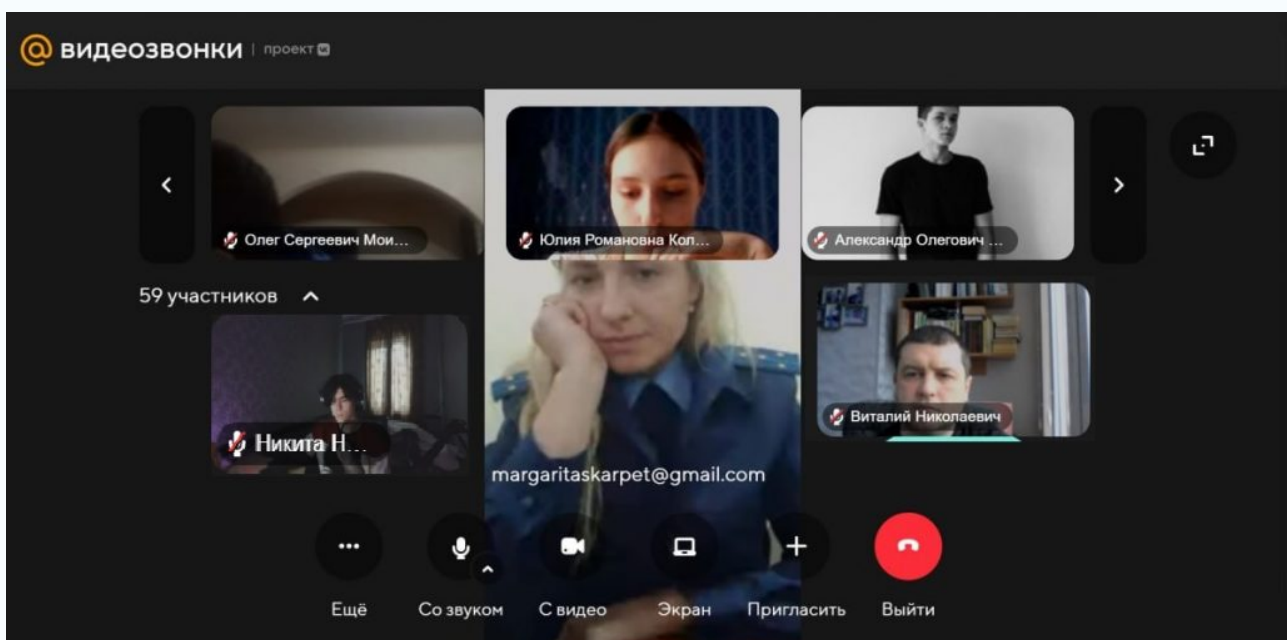 @ видеозвонки | проект
Олег Сергеевич Мои...
Юлия Романовна Кол...
Александр Олегович ...
59 участников
Никита Н...
Виталий Николаевич
margaritaskarpet@gmail.com
Ещё
Со звуком
С видео
Экран
Пригласить
Выйти